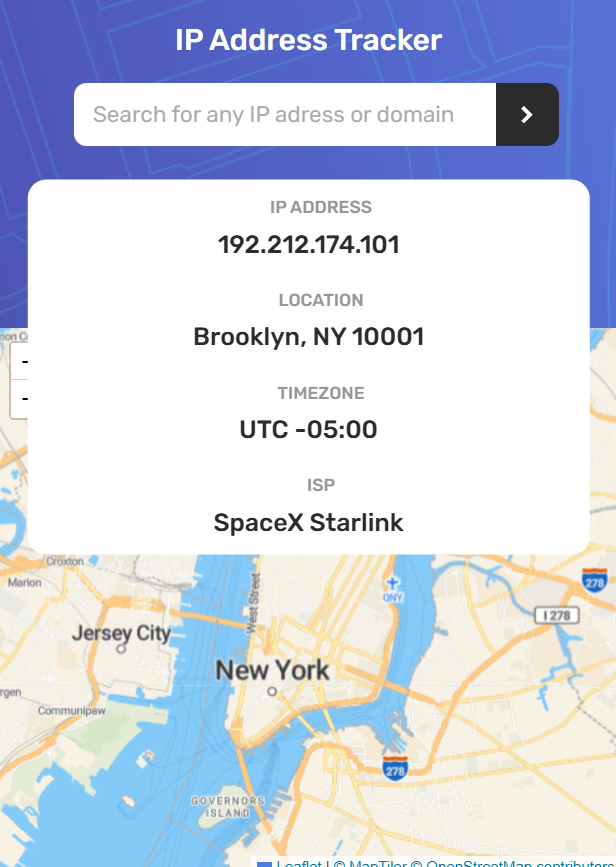 IP Address Tracker
Search for any IP adress or domain
IP ADDRESS
192.212.174.101
LOCATION
Brooklyn, NY 10001
TIMEZONE
UTC -05:00
ISP
SpaceX Starlink
Croxton
Marion
278
QNY
West Street
I 278
Jersey City
New York
Communipaw
278
GOVERNORS
ISLAND
Leaflet | © MapTiler © OpenStreetMap contributors